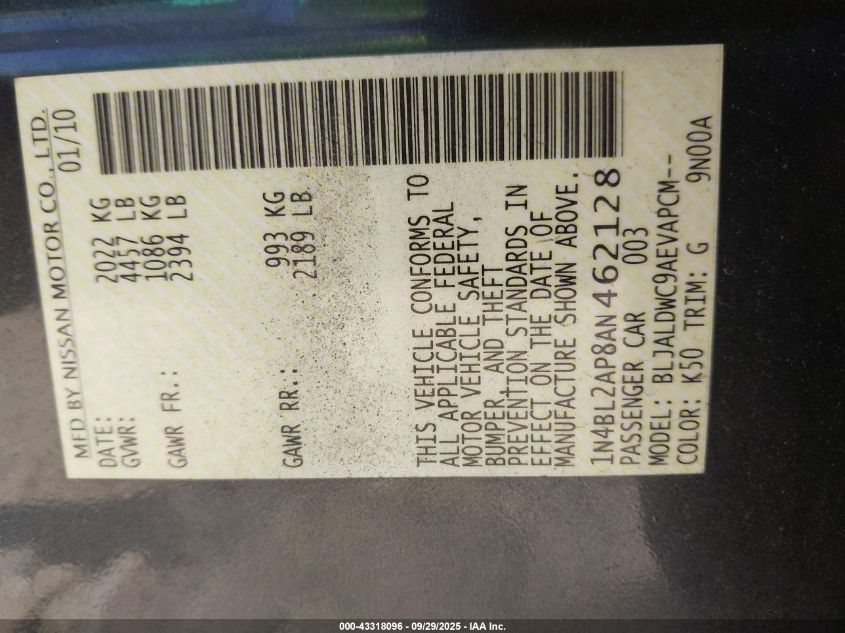 MFD BY NISSAN MOTOR CO., LTD.
DATE: 01/10
GVWR: 2022 KG
4457 LB
GAWR FR.: 1086 KG
2394 LB
GAWR RR.: 993 KG
2189 LB
THIS VEHICLE CONFORMS TO
ALL APPLICABLE FEDERAL
MOTOR VEHICLE SAFETY,
BUMPER, AND THEFT
PREVENTION STANDARDS IN
EFFECT ON THE DATE OF
MANUFACTURE SHOWN ABOVE.
1N4BL2AP8AN462128
PASSENGER CAR 003
MODEL: BLJALDWC9AEVAPCM--
COLOR: K50 TRIM: G 9N00A
000-43318096 - 09/29/2025 - IAA Inc.